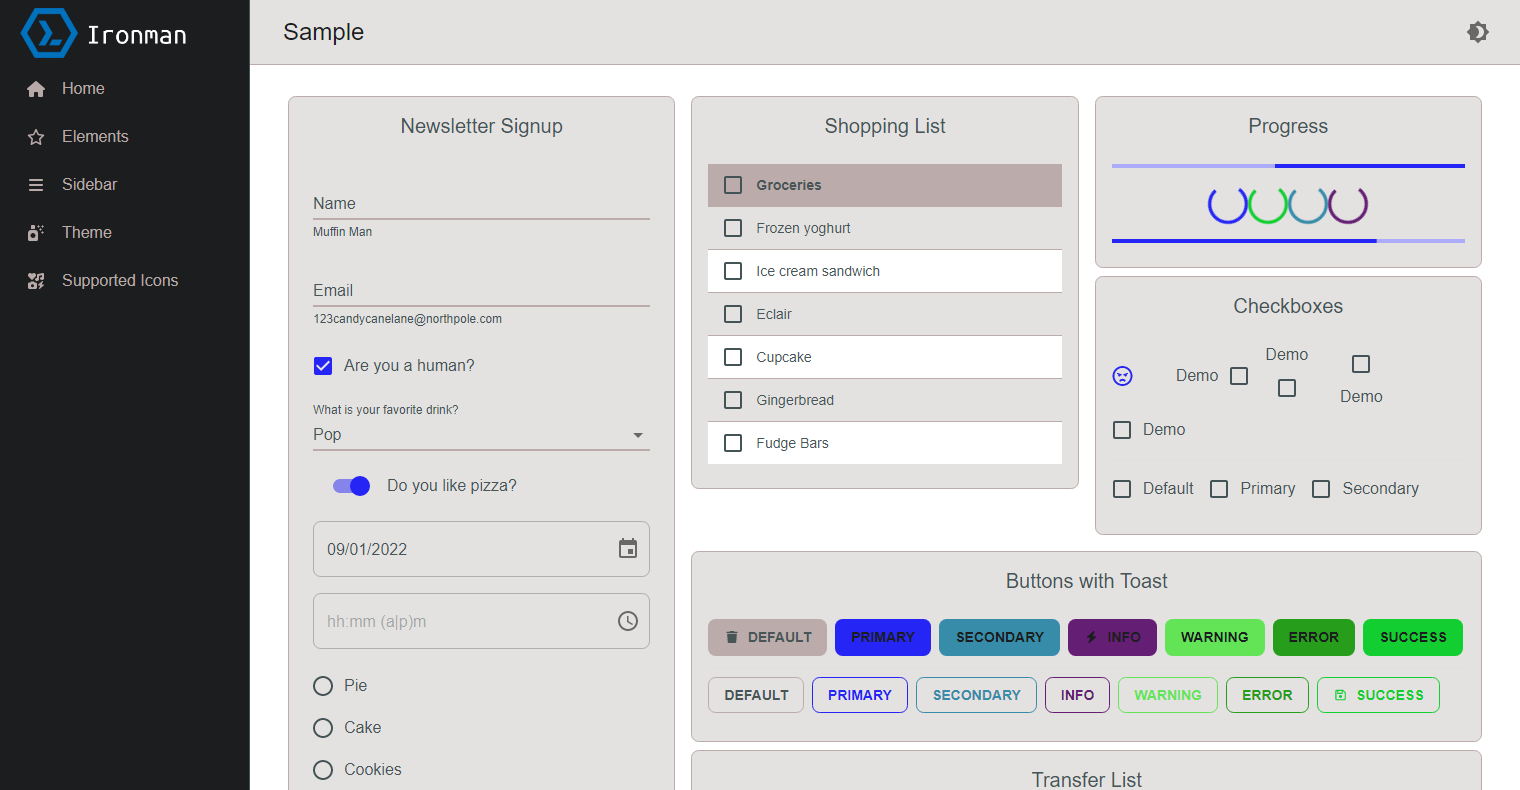 Ironman
Home
Elements
Sidebar
Theme
Supported Icons
Sample
Newsletter Signup
Name
Muffin Man
Email
123candycanelane@northpole.com
Are you a human?
What is your favorite drink?
Pop
Do you like pizza?
09/01/2022
hh:mm (a|p)m
Pie
Cake
Cookies
Shopping List
Groceries
Frozen yoghurt
Ice cream sandwich
Eclair
Cupcake
Gingerbread
Fudge Bars
Progress
Checkboxes
Demo
Demo
Demo
Demo
Default Primary Secondary
Buttons with Toast
DEFAULT PRIMARY SECONDARY INFO WARNING ERROR SUCCESS
DEFAULT PRIMARY SECONDARY INFO WARNING ERROR SUCCESS
Transfer List